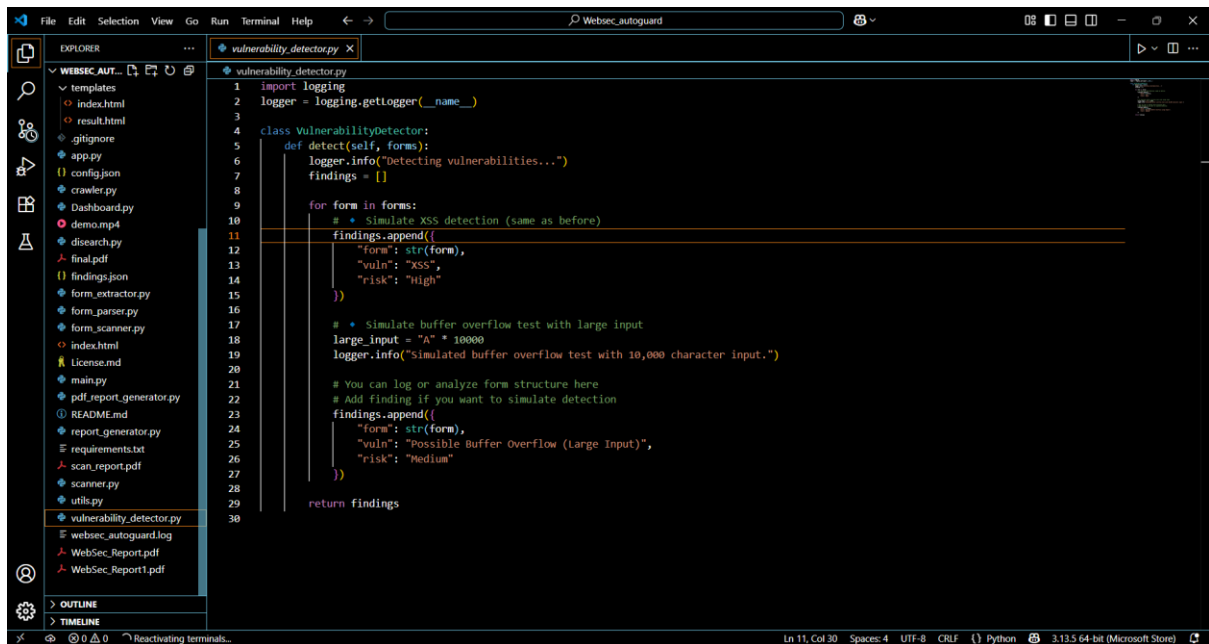 File Edit Selection View Go Run Terminal Help
Websec_autoguard
EXPLORER
WEBSEC_AUT...
templates
index.html
result.html
.gitignore
app.py
config.json
crawler.py
Dashboard.py
demo.mp4
disearch.py
final.pdf
findings.json
form_extractor.py
form_parser.py
form_scanner.py
index.html
License.md
main.py
pdf_report_generator.py
README.md
report_generator.py
requirements.txt
scan_report.pdf
scanner.py
utils.py
vulnerability_detector.py
websec_autoguard.log
WebSec_Report.pdf
WebSec_Report1.pdf
OUTLINE
TIMELINE
vulnerability_detector.py
vulnerability_detector.py
1 import logging
2 logger = logging.getLogger(__name__)
3
4 class VulnerabilityDetector:
5     def detect(self, forms):
6         logger.info("Detecting vulnerabilities...")
7         findings = []
8
9         for form in forms:
10             # 🔹 Simulate XSS detection (same as before)
11             findings.append({
12                 "form": str(form),
13                 "vuln": "XSS",
14                 "risk": "High"
15             })
16
17             # 🔹 Simulate buffer overflow test with large input
18             large_input = "A" * 10000
19             logger.info("Simulated buffer overflow test with 10,000 character input.")
20
21             # You can log or analyze form structure here
22             # Add finding if you want to simulate detection
23             findings.append({
24                 "form": str(form),
25                 "vuln": "Possible Buffer Overflow (Large Input)",
26                 "risk": "Medium"
27             })
28
29         return findings
30
0 0 Reactivating terminals...
Ln 11, Col 30 Spaces: 4 UTF-8 CRLF {} Python 3.13.5 64-bit (Microsoft Store)